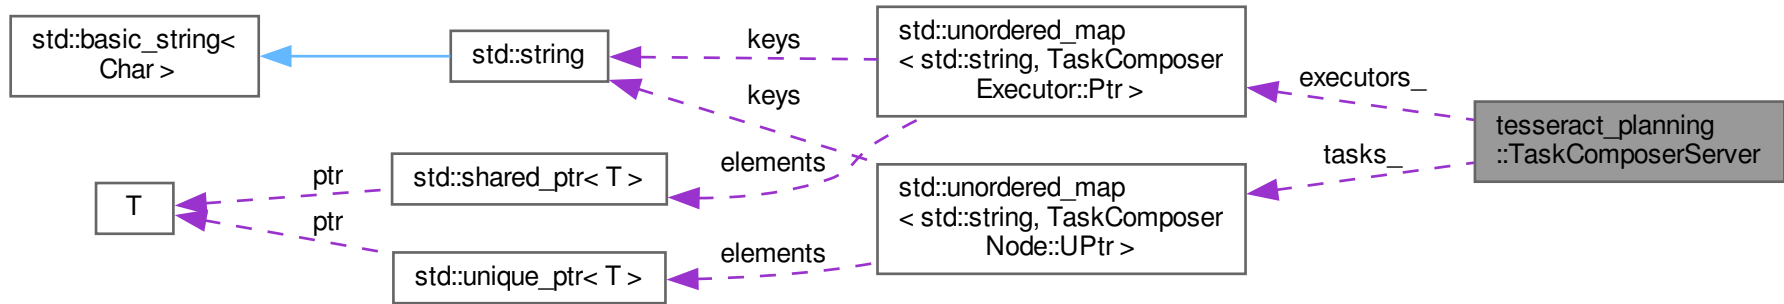 std::basic_string<
Char >
std::string
keys
keys
std::unordered_map
< std::string, TaskComposer
Executor::Ptr >
executors_
tesseract_planning
::TaskComposerServer
tasks_
std::unordered_map
< std::string, TaskComposer
Node::UPtr >
elements
elements
std::shared_ptr< T >
std::unique_ptr< T >
ptr
ptr
T